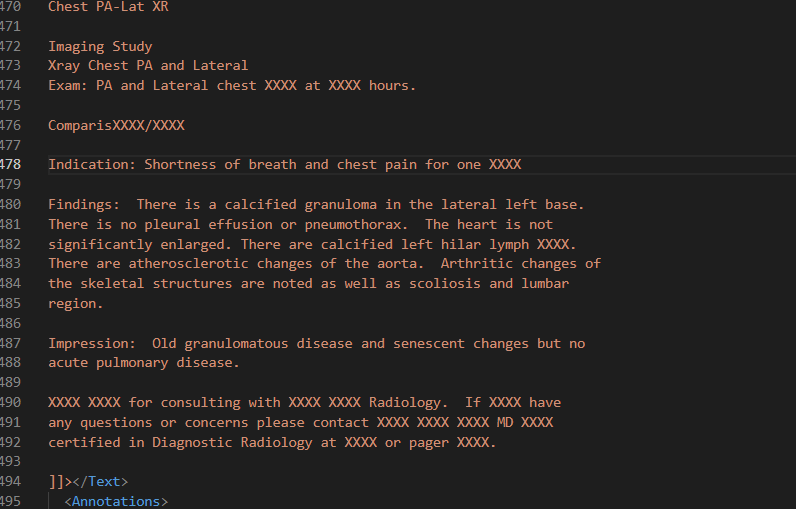 470 Chest PA-Lat XR
471
472 Imaging Study
473 Xray Chest PA and Lateral
474 Exam: PA and Lateral chest XXXX at XXXX hours.
475
476 ComparisXXXX/XXXX
477
478 Indication: Shortness of breath and chest pain for one XXXX
479
480 Findings:  There is a calcified granuloma in the lateral left base.
481 There is no pleural effusion or pneumothorax.  The heart is not
482 significantly enlarged. There are calcified left hilar lymph XXXX.
483 There are atherosclerotic changes of the aorta.  Arthritic changes of
484 the skeletal structures are noted as well as scoliosis and lumbar
485 region.
486
487 Impression:  Old granulomatous disease and senescent changes but no
488 acute pulmonary disease.
489
490 XXXX XXXX for consulting with XXXX XXXX Radiology.  If XXXX have
491 any questions or concerns please contact XXXX XXXX XXXX MD XXXX
492 certified in Diagnostic Radiology at XXXX or pager XXXX.
493
494 ]]></Text>
495 <Annotations>